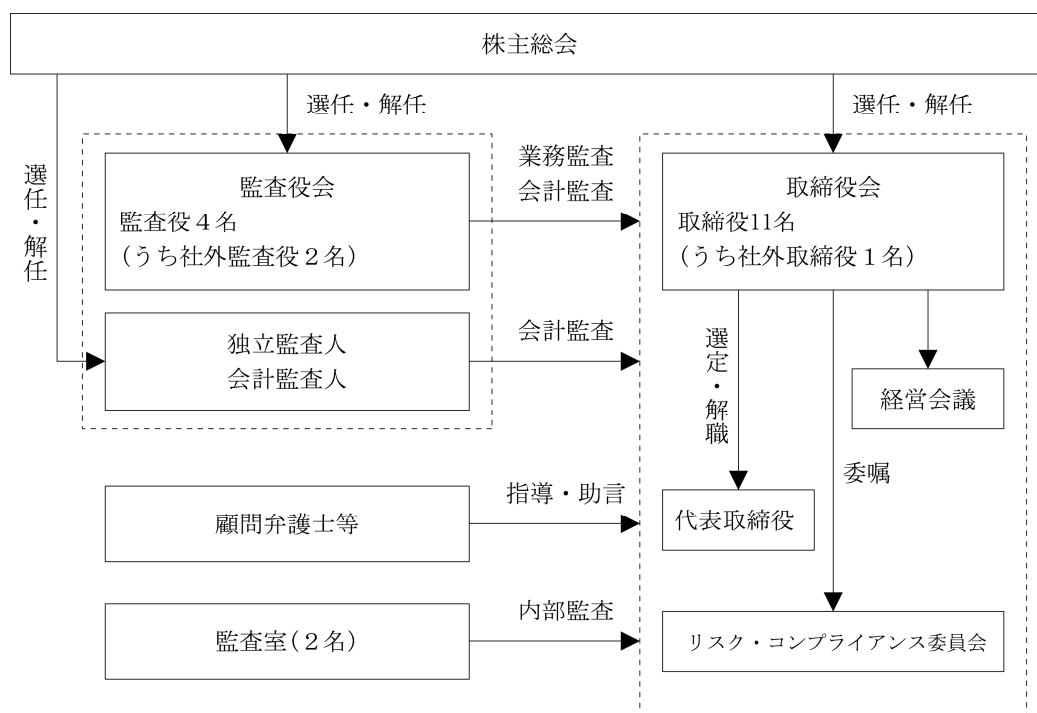 株主総会
選任・解任
選任・解任
選任・解任
監査役会
監査役４名
(うち社外監査役２名)
業務監査
会計監査
取締役会
取締役11名
(うち社外取締役１名)
独立監査人
会計監査人
会計監査
選定・解職
経営会議
委嘱
顧問弁護士等
指導・助言
代表取締役
監査室(２名)
内部監査
リスク・コンプライアンス委員会